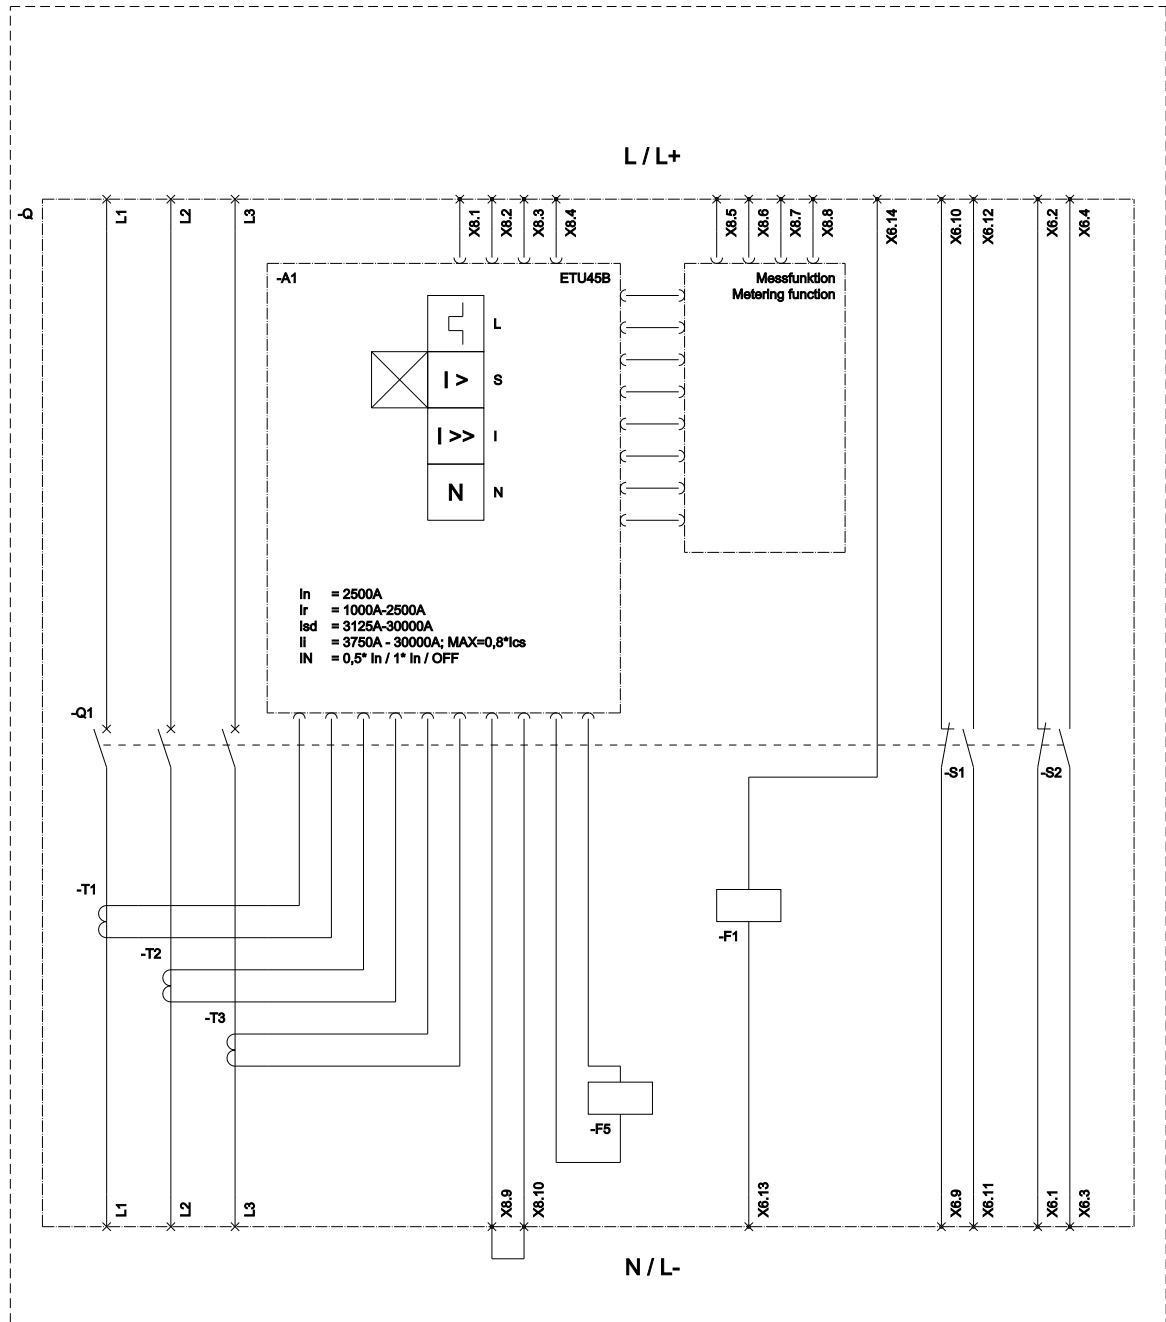 L / L+
-Q
L1
L2
L3
X8.1
X8.2
X8.3
X8.4
X8.5
X8.6
X8.7
X8.8
X6.14
X6.10
X6.12
X6.2
X6.4
-A1
ETU45B
Messfunktion
Metering function
L
I >
S
I >>
I
N
N
In = 2500A
Ir = 1000A-2500A
Isd = 3125A-30000A
Ii = 3750A - 30000A; MAX=0,8*Ics
IN = 0,5* In / 1* In / OFF
-Q1
-S1
-S2
-T1
-F1
-T2
-T3
-F5
L1
L2
L3
X8.9
X8.10
X6.13
X6.9
X6.11
X6.1
X6.3
N / L-